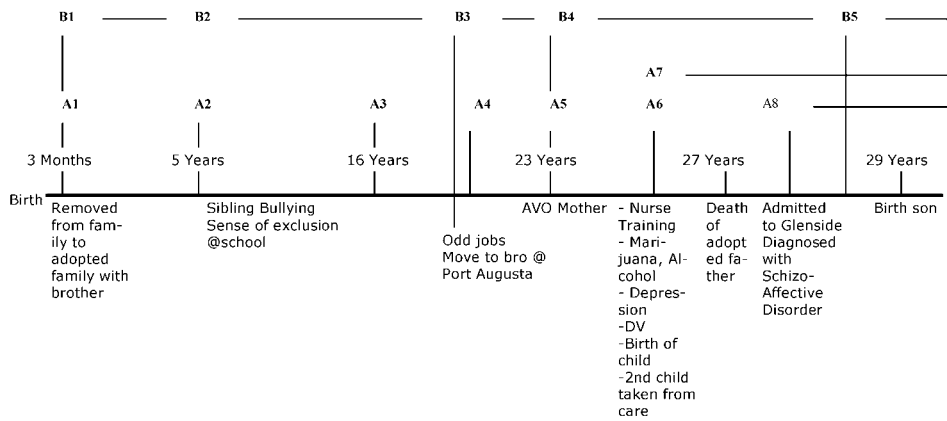 B1 B2 B3 B4 B5
A7
A1 A2 A3 A4 A5 A6 A8
3 Months 5 Years 16 Years 23 Years 27 Years 29 Years
Birth
Removed
from fam-
ily to
adopted
family with
brother
Sibling Bullying
Sense of exclusion
@school
Odd jobs
Move to bro @
Port Augusta
AVO Mother
- Nurse
Training
- Mari-
juana, Al-
cohol
- Depres-
sion
-DV
-Birth of
child
-2nd child
taken from
care
Death
of
adopt
ed fa-
ther
Admitted
to Glenside
Diagnosed
with
Schizo-
Affective
Disorder
Birth son